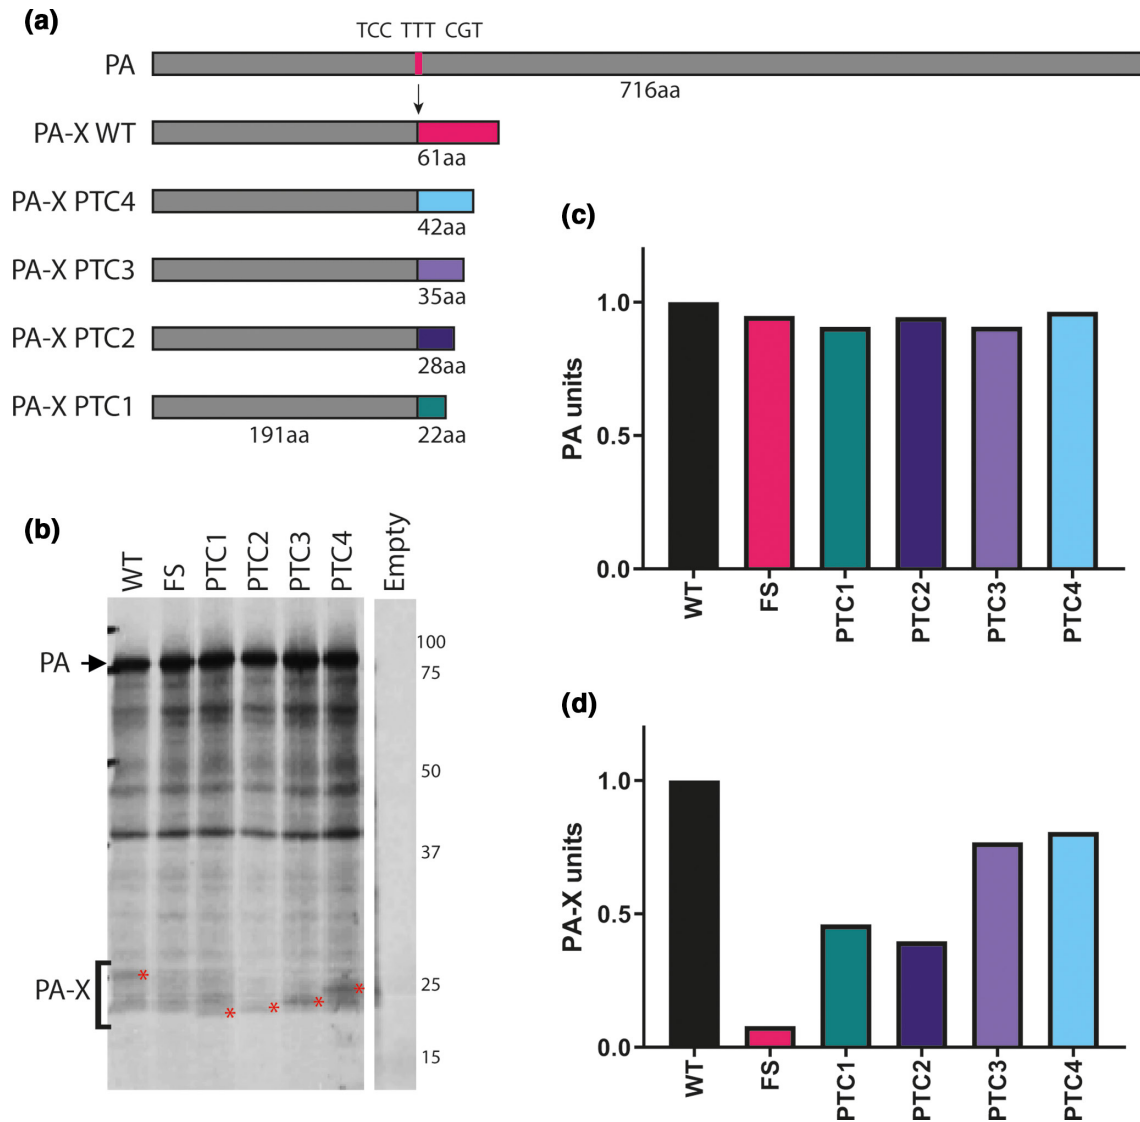 (a)
TCC TTT CGT
PA
716aa
PA-X WT
61aa
PA-X PTC4
42aa
PA-X PTC3
35aa
PA-X PTC2
28aa
PA-X PTC1
191aa
22aa
(b)
WT
FS
PTC1
PTC2
PTC3
PTC4
Empty
PA
100
75
50
37
PA-X
25
15
*
*
*
*
*
(c)
PA units
1.0
0.5
0.0
WT
FS
PTC1
PTC2
PTC3
PTC4
(d)
PA-X units
1.0
0.5
0.0
WT
FS
PTC1
PTC2
PTC3
PTC4